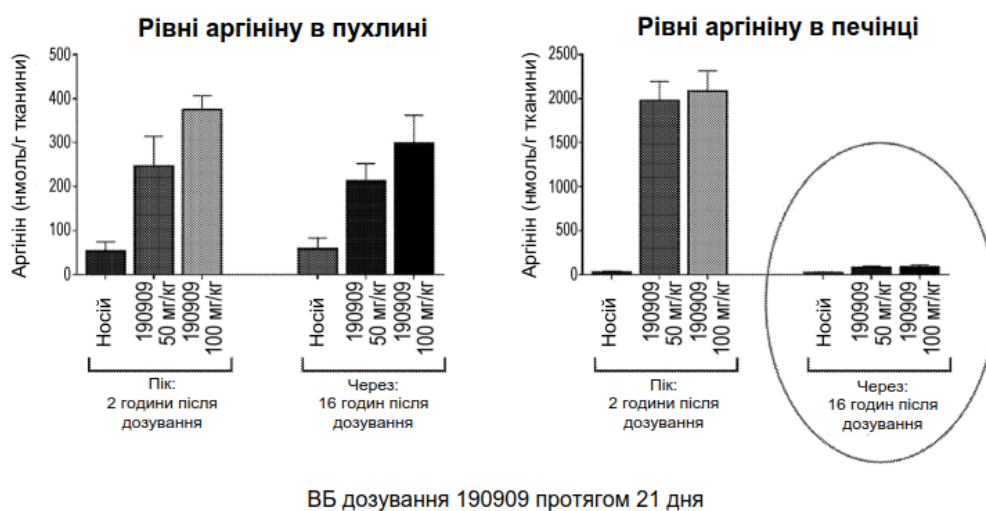 Рівні аргініну в пухлині
Аргінін (нмоль/г тканини)
500
400
300
200
100
0
Носій
190909
50 мг/кг
190909
100 мг/кг
Носій
190909
50 мг/кг
190909
100 мг/кг
Пік:
2 години після
дозування
Через:
16 годин після
дозування
Рівні аргініну в печінці
Аргінін (нмоль/г тканини)
2500
2000
1500
1000
500
0
Носій
190909
50 мг/кг
190909
100 мг/кг
Носій
190909
50 мг/кг
190909
100 мг/кг
Пік:
2 години після
дозування
Через:
16 годин після
дозування
ВБ дозування 190909 протягом 21 дня